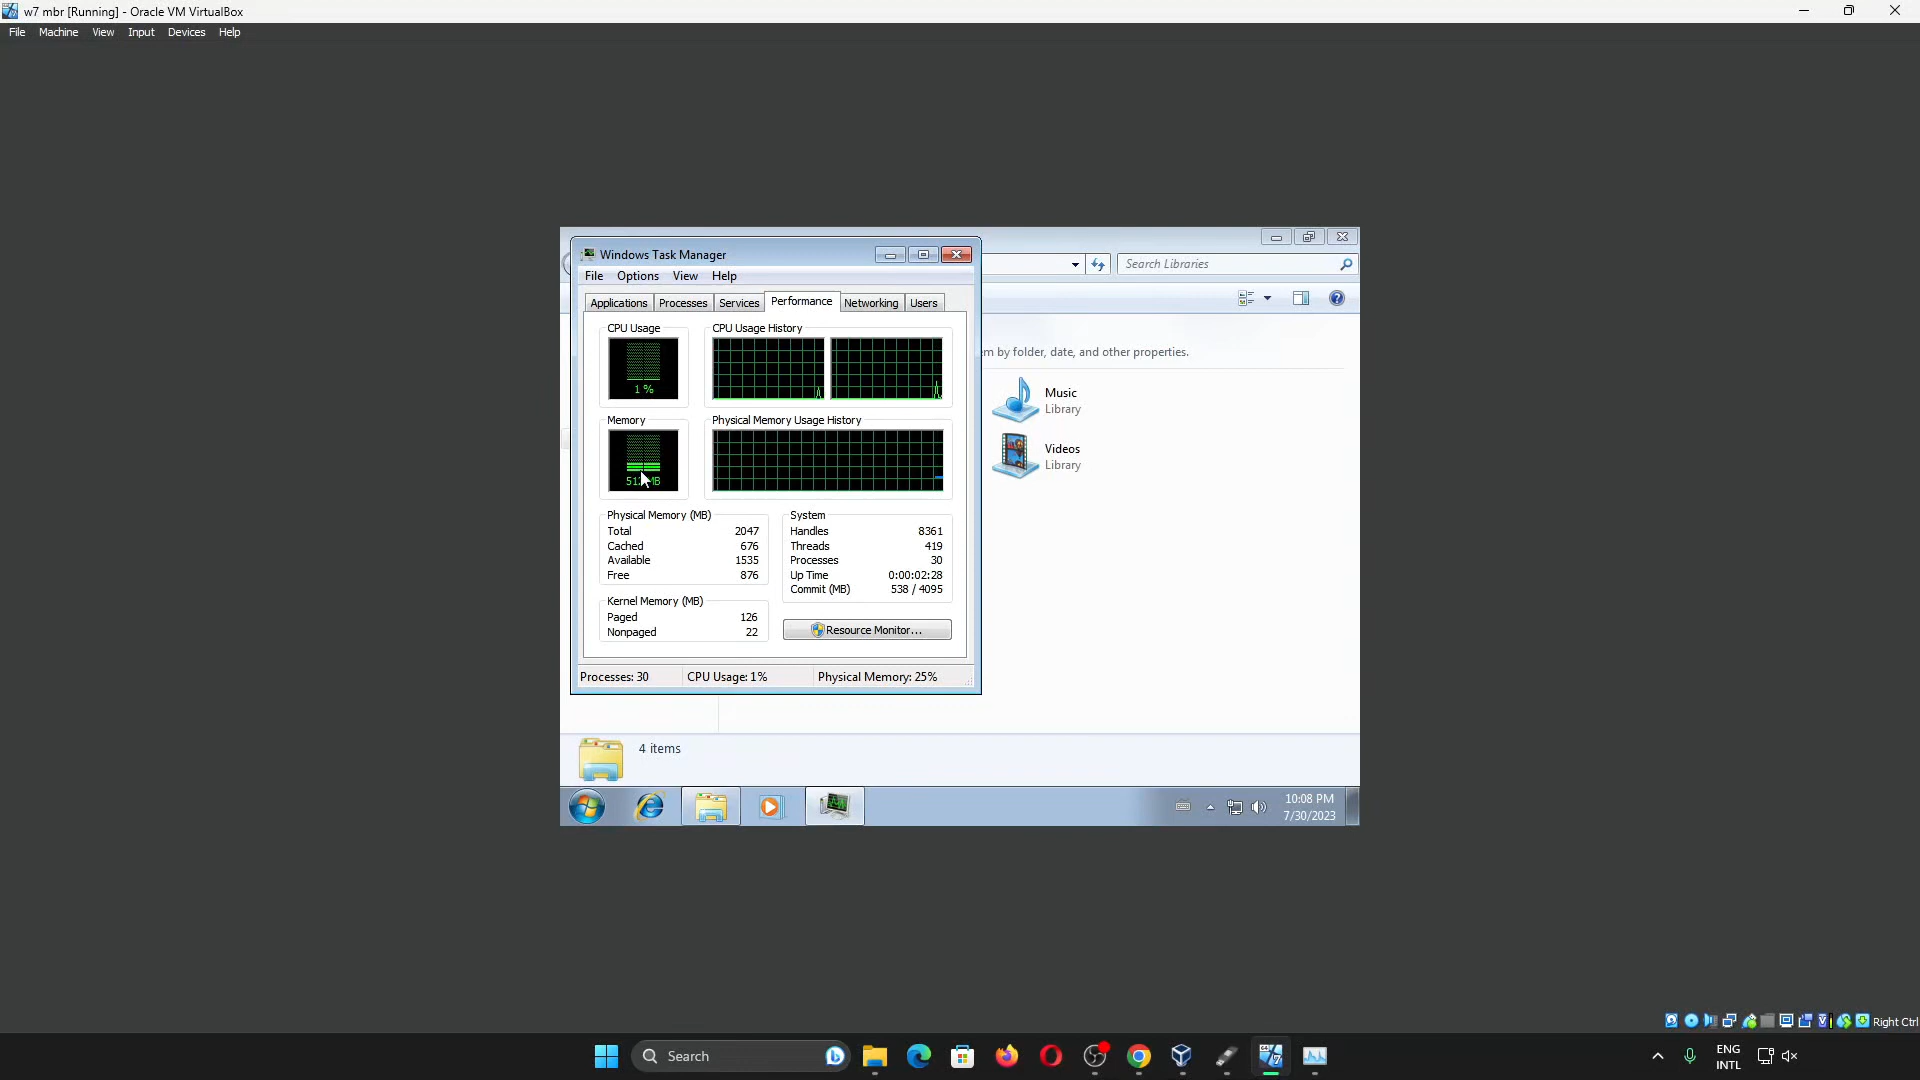 w7 mbr [Running] - Oracle VM VirtualBox
File Machine View Input Devices Help
Windows Task Manager
File Options View Help
Search Libraries
Applications Processes Services Performance Networking Users
CPU Usage
1 %
CPU Usage History
Memory
Physical Memory Usage History
Physical Memory (MB)
Total 2047
Cached 676
Available 1535
Free 876
System
Handles 8361
Threads 419
Processes 30
Up Time 0:00:02:28
Commit (MB) 538 / 4095
Kernel Memory (MB)
Paged 126
Nonpaged 22
Resource Monitor...
Processes: 30 CPU Usage: 1% Physical Memory: 25%
by folder, date, and other properties.
Music
Library
Videos
Library
4 items
10:08 PM
7/30/2023
Right Ctrl
Search
ENG
INTL